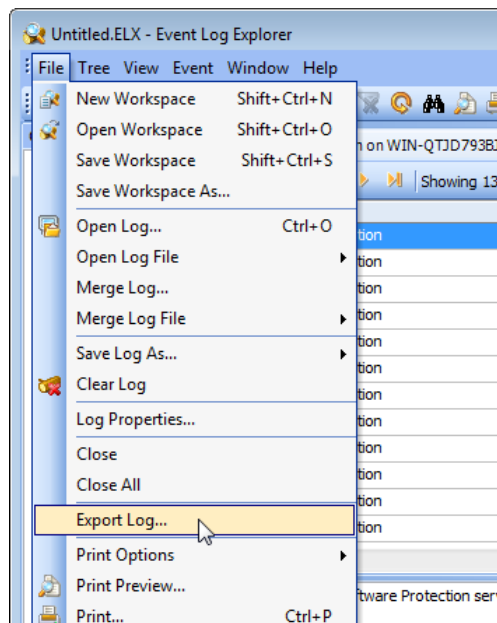 Untitled.ELX - Event Log Explorer
File Tree View Event Window Help
New Workspace Shift+Ctrl+N
Open Workspace Shift+Ctrl+O
on WIN-QTJD793BJ
Save Workspace Shift+Ctrl+S
Showing 13
Save Workspace As...
Open Log... Ctrl+O
tion
Open Log File
tion
Merge Log...
tion
Merge Log File
tion
Save Log As...
tion
Clear Log
tion
tion
Log Properties...
tion
Close
tion
Close All
tion
tion
Export Log...
tion
Print Options
Print Preview...
ftware Protection ser
Print... Ctrl+P